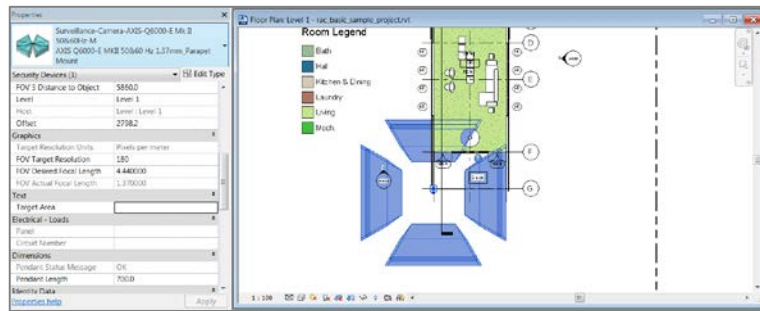 Properties
Surveillance-Camera-AXIS-Q6000-E Mk II
50&60Hz-M
AXIS Q6000-E MKII 50&60 Hz 1.37mm_Parapet
Mount
Security Devices (1)
Edit Type
FOV 3 Distance to Object 5860.0
Level Level 1
Host Level : Level 1
Offset 2798.2
Graphics
Target Resolution Units Pixels per meter
FOV Target Resolution 180
FOV Desired Focal Length 4.440000
FOV Actual Focal Length 1.370000
Text
Target Area
Electrical - Loads
Panel
Circuit Number
Dimensions
Pendant Status Message OK
Pendant Length 700.0
Identity Data
Properties help
Apply
Floor Plan: Level 1 - rac_basic_sample_project.rvt
Room Legend
Bath
Hall
Kitchen & Dining
Laundry
Living
Mech.
D
E
F
G
1 : 100